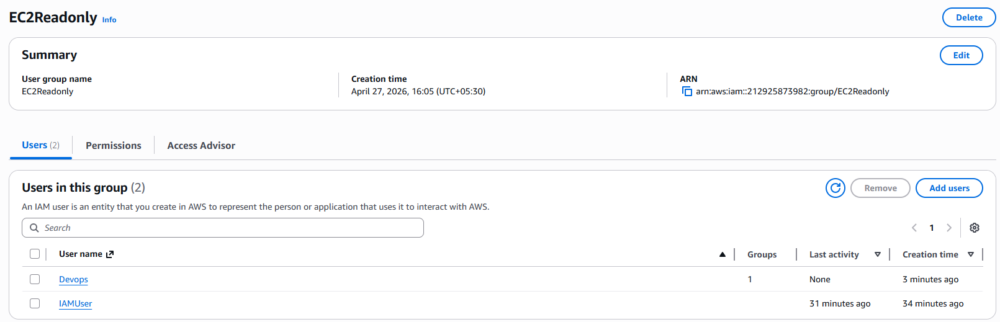 EC2Readonly Info
Delete
Summary
Edit
User group name
EC2Readonly
Creation time
April 27, 2026, 16:05 (UTC+05:30)
ARN
arn:aws:iam::212925873982:group/EC2Readonly
Users (2)
Permissions
Access Advisor
Users in this group (2)
Remove
Add users
An IAM user is an entity that you create in AWS to represent the person or application that uses it to interact with AWS.
Search
1
User name Groups Last activity Creation time
Devops 1 None 3 minutes ago
IAMUser 31 minutes ago 34 minutes ago